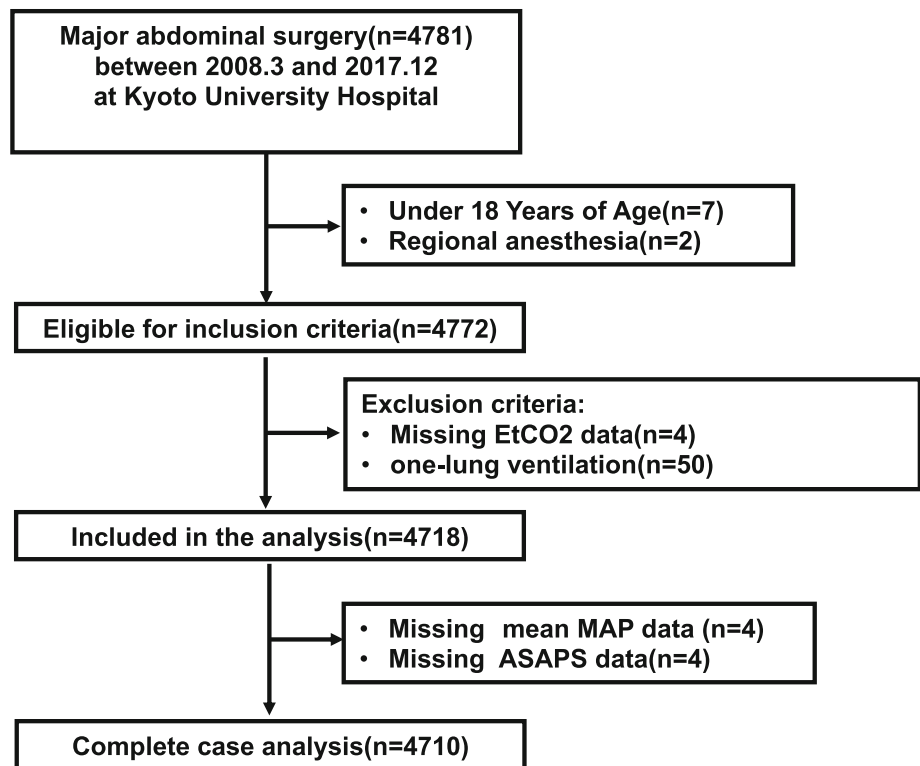 Major abdominal surgery(n=4781)
between 2008.3 and 2017.12
at Kyoto University Hospital
• Under 18 Years of Age(n=7)
• Regional anesthesia(n=2)
Eligible for inclusion criteria(n=4772)
Exclusion criteria:
• Missing EtCO2 data(n=4)
• one-lung ventilation(n=50)
Included in the analysis(n=4718)
• Missing  mean MAP data (n=4)
• Missing  ASAPS data(n=4)
Complete case analysis(n=4710)